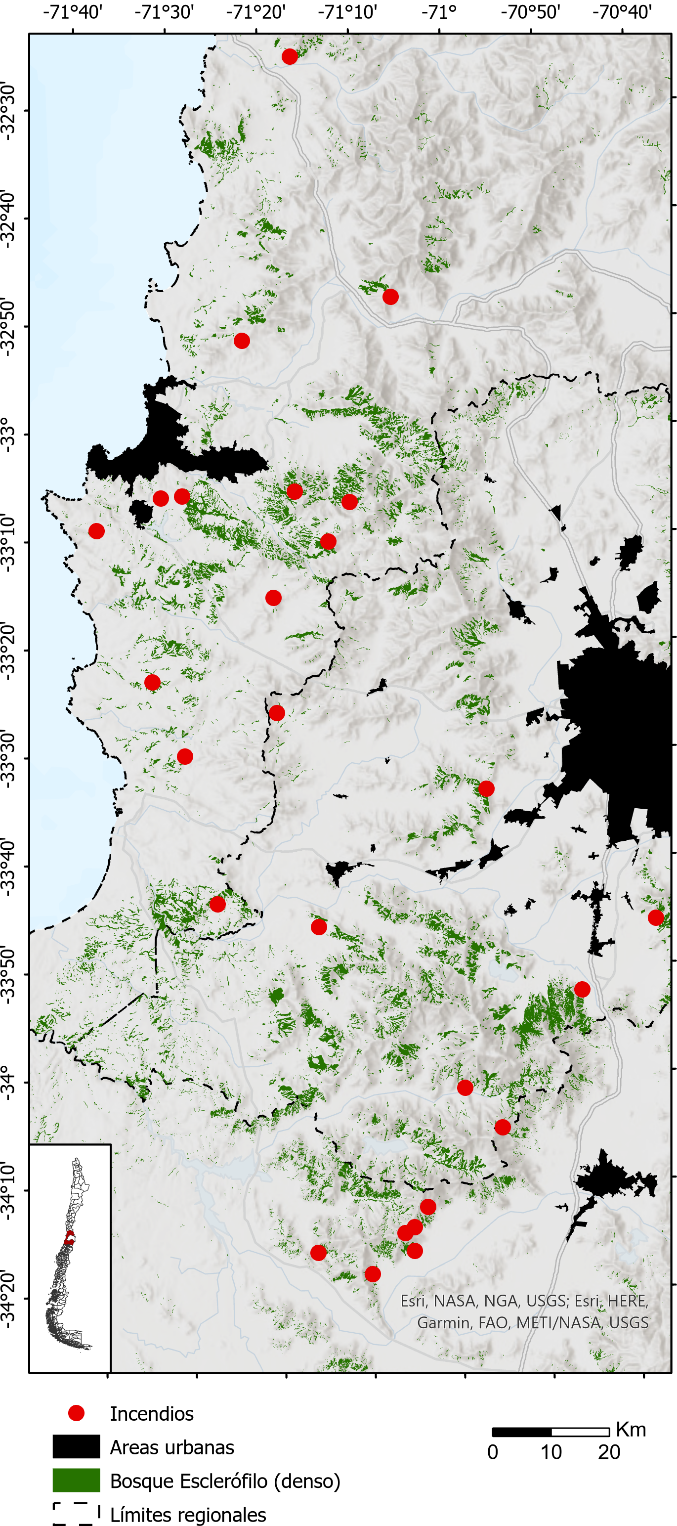 -71°40' -71°30' -71°20' -71°10' -71° -70°50' -70°40'
-32°30'
-32°40'
-32°50'
-33°
-33°10'
-33°20'
-33°30'
-33°40'
-33°50'
-34°
-34°10'
-34°20'
Esri, NASA, NGA, USGS; Esri, HERE,
Garmin, FAO, METI/NASA, USGS
Incendios
Areas urbanas
Bosque Esclerófilo (denso)
Límites regionales
Km
0 10 20